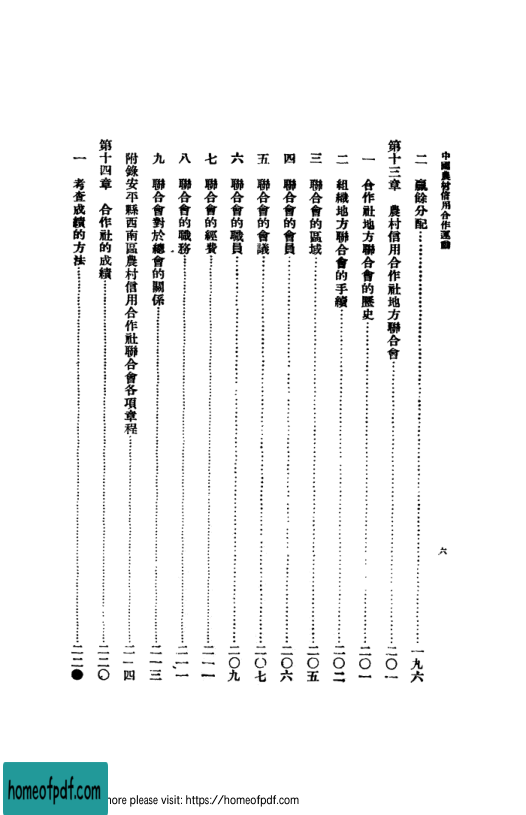 中國農村信用合作運動
六
二　贏餘分配…………一九六
第十三章　農村信用合作社地方聯合會…………二〇一
一　合作社地方聯合會的歷史…………二〇一
二　組織地方聯合會的手續…………二〇二
三　聯合會的區域…………二〇五
四　聯合會的會員…………二〇六
五　聯合會的會議…………二〇七
六　聯合會的職員…………二〇九
七　聯合會的經費…………二一一
八　聯合會的職務…………二一一
九　聯合會對於總會的關係…………二一三
附錄安平縣西南區農村信用合作社聯合會各項章程…………二一四
第十四章　合作社的成績…………二二〇
一　考查成績的方法…………二二〇
homeofpdf.com
more please visit: https://homeofpdf.com